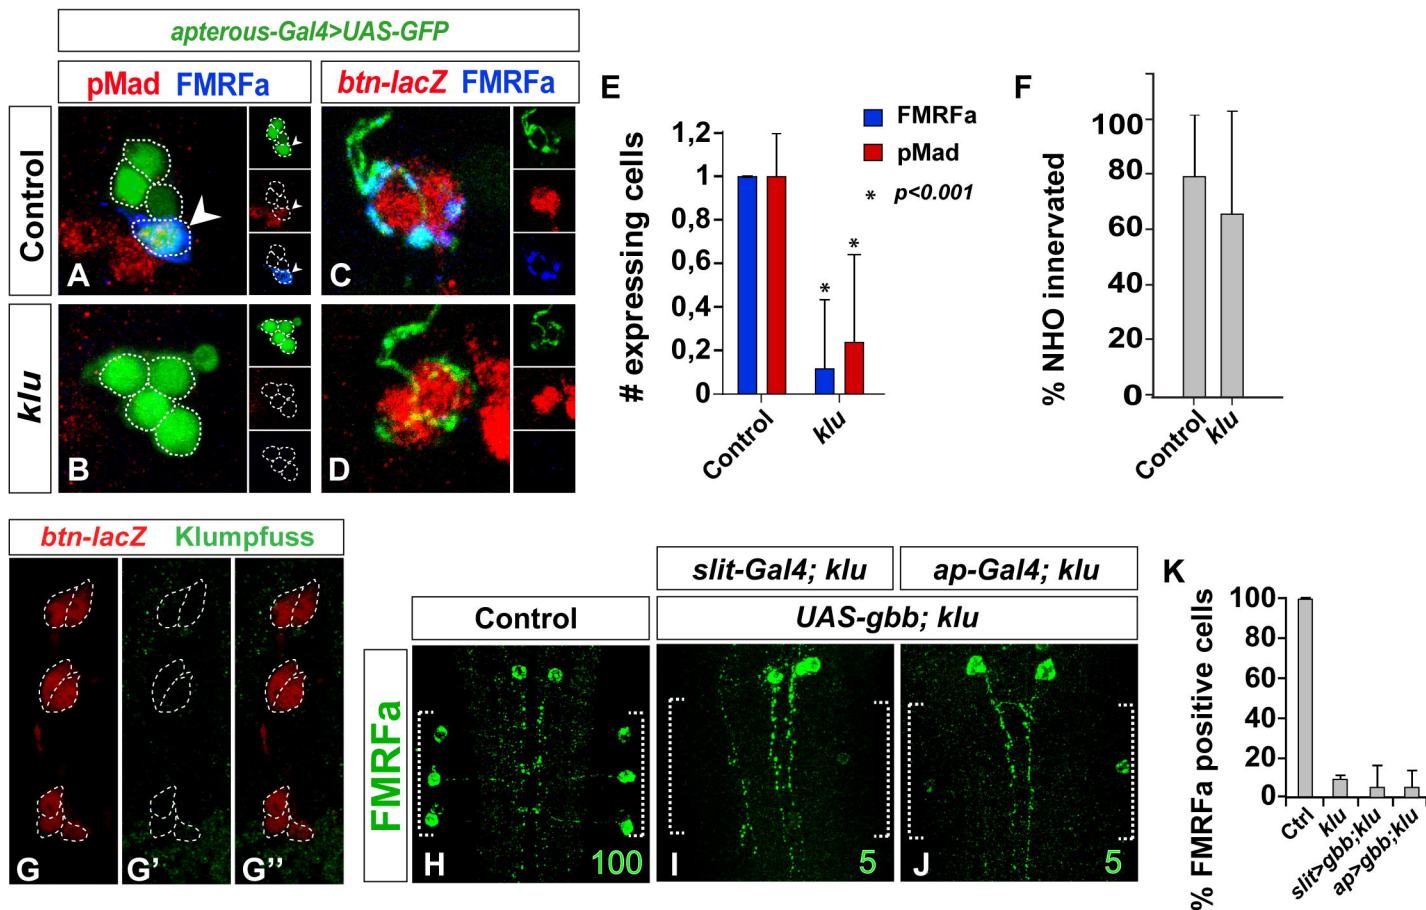 apterous-Gal4>UAS-GFP
pMad FMRFa
btn-lacZ FMRFa
Control
klu
A
C
B
D
E
# expressing cells
1,2
1
0,8
0,6
0,4
0,2
0
FMRFa
pMad
* p<0.001
*
*
Control
klu
F
% NHO innervated
100
80
60
40
20
0
Control
klu
btn-lacZ Klumpfuss
G
G’
G’’
slit-Gal4; klu
ap-Gal4; klu
Control
UAS-gbb; klu
FMRFa
H
100
I
5
J
5
K
% FMRFa positive cells
100
80
60
40
20
0
Ctrl
klu
slit>gbb;klu
ap>gbb;klu